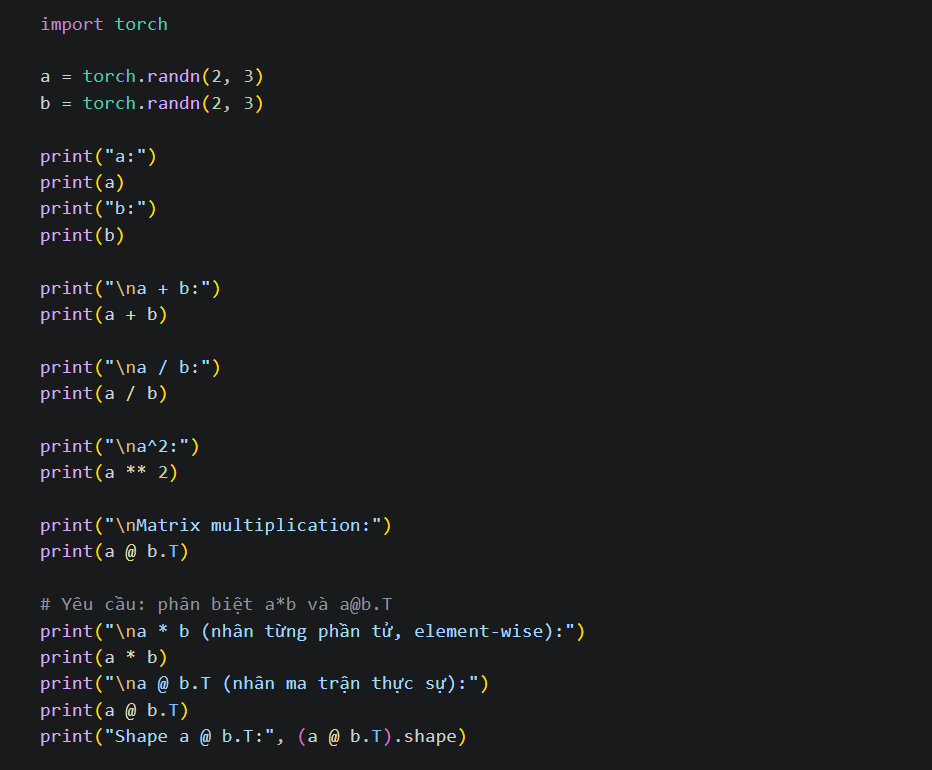 import torch
a = torch.randn(2, 3)
b = torch.randn(2, 3)
print("a:")
print(a)
print("b:")
print(b)
print("\na + b:")
print(a + b)
print("\na / b:")
print(a / b)
print("\na^2:")
print(a ** 2)
print("\nMatrix multiplication:")
print(a @ b.T)
# Yêu cầu: phân biệt a*b và a@b.T
print("\na * b (nhân từng phần tử, element-wise):")
print(a * b)
print("\na @ b.T (nhân ma trận thực sự):")
print(a @ b.T)
print("Shape a @ b.T:", (a @ b.T).shape)